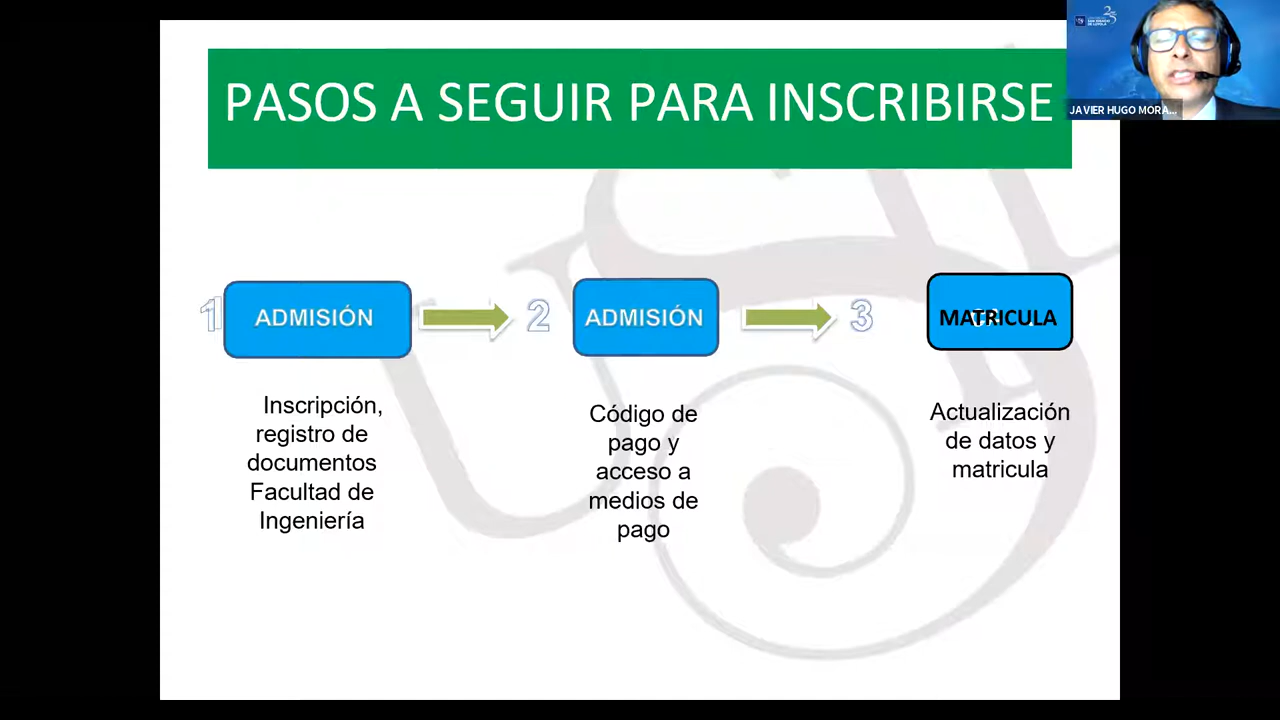 PASOS A SEGUIR PARA INSCRIBIRSE
JAVIER HUGO MORA...
1
ADMISIÓN
2
ADMISIÓN
3
MATRICULA
Inscripción,
registro de
documentos
Facultad de
Ingeniería
Código de
pago y
acceso a
medios de
pago
Actualización
de datos y
matricula